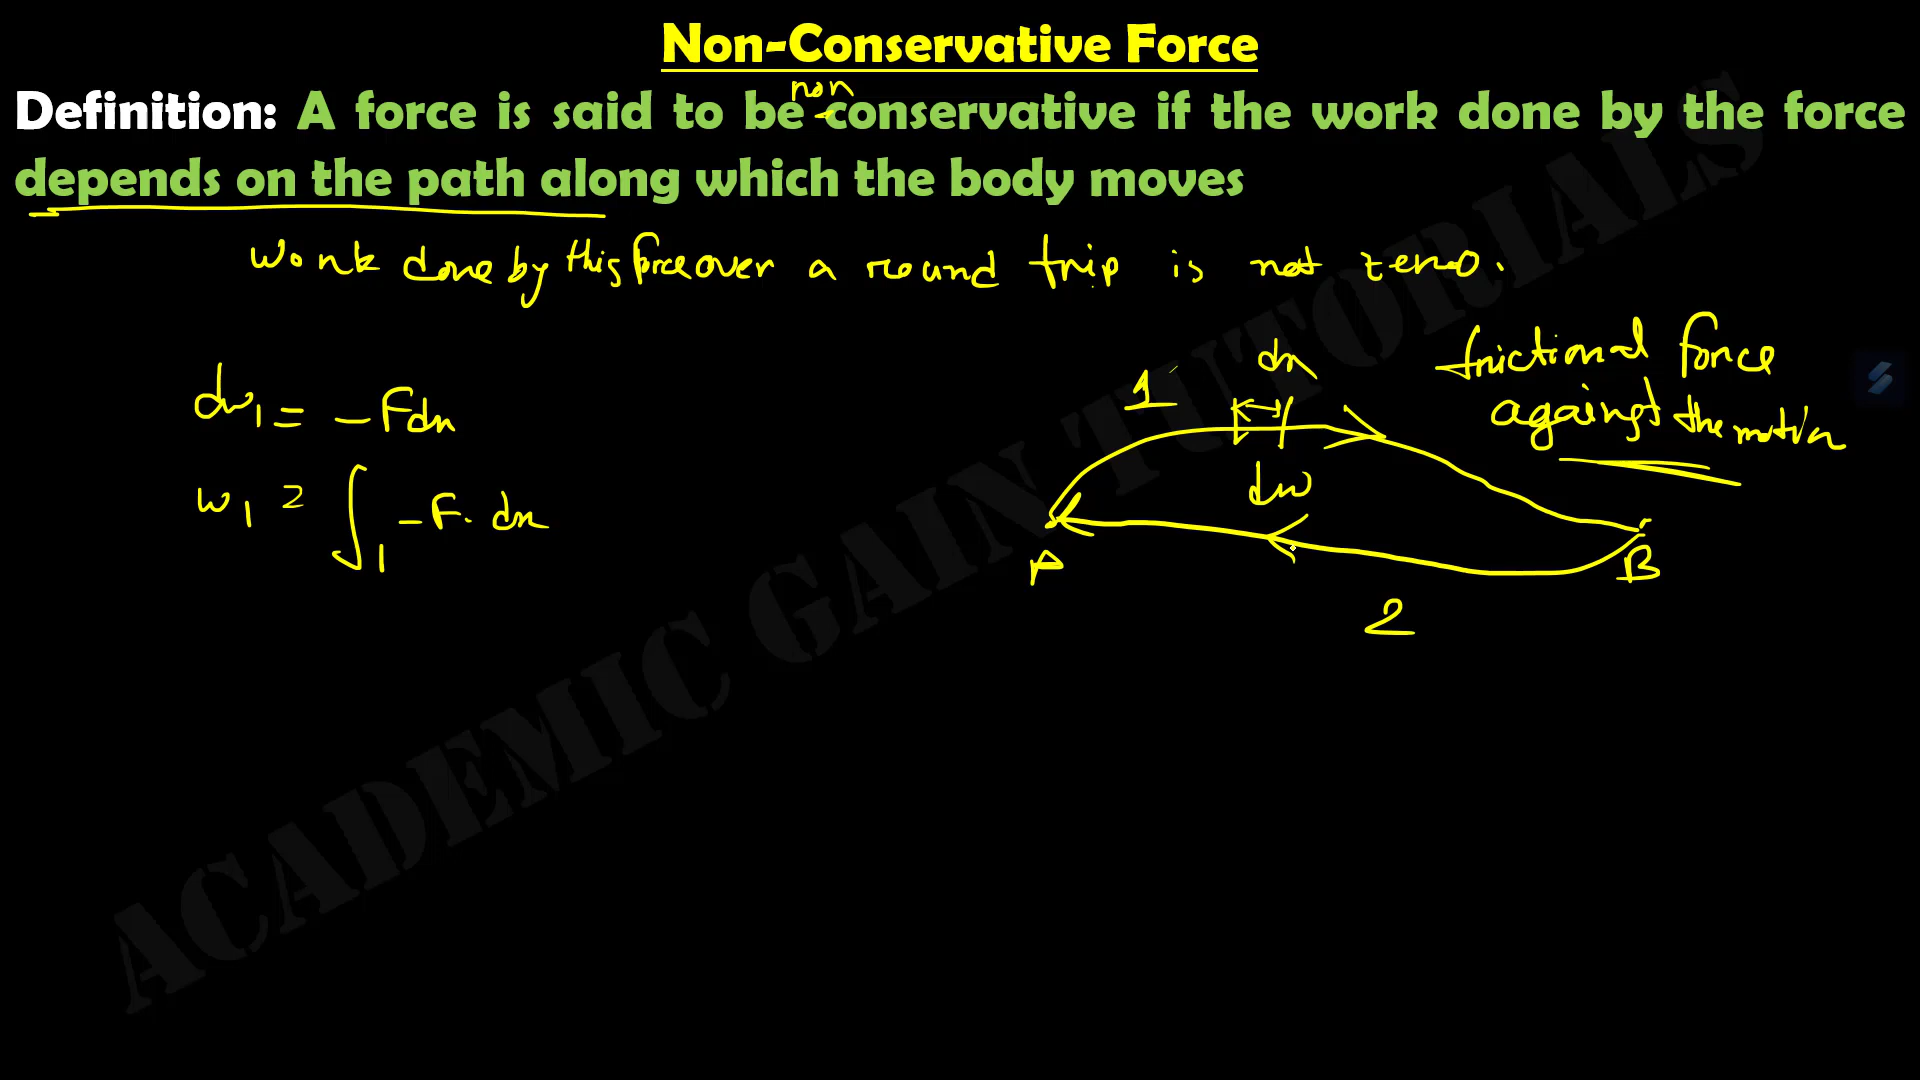 Non-Conservative Force
non
Definition: A force is said to be conservative if the work done by the force
depends on the path along which the body moves
Work done by this force over a round trip is not zero.
frictional force
against the motion
1
dx
dw₁ = -Fdx
dw
w₁ = ∫₁ -F. dx
A
B
2
ACADEMIC GAIN TUTORIALS